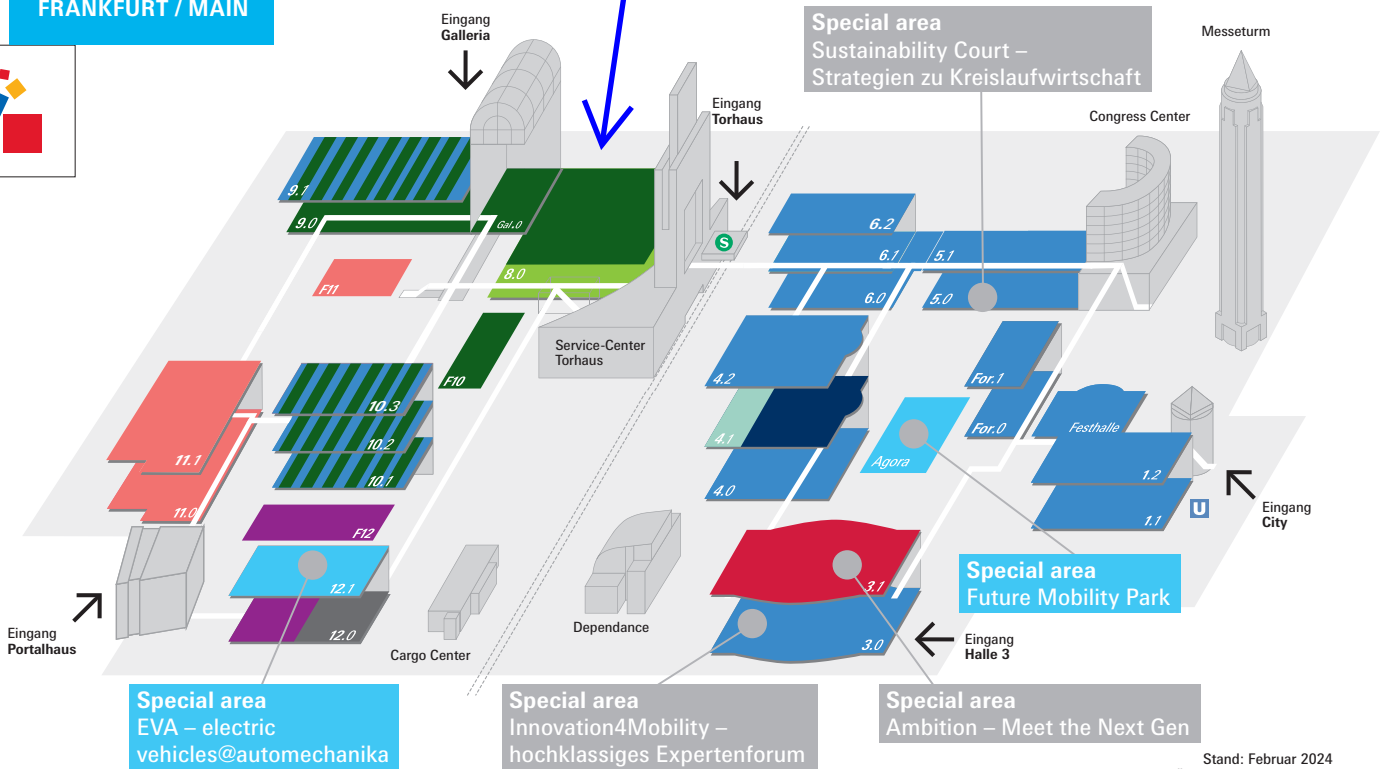 FRANKFURT / MAIN
Eingang
Galleria
Special area
Sustainability Court –
Strategien zu Kreislaufwirtschaft
Messeturm
Eingang
Torhaus
Congress Center
9.1
9.0
Gal.0
S
6.2
6.1
5.1
8.0
F11
6.0
5.0
Service-Center
Torhaus
F10
4.2
For.1
10.3
4.1
For.0
Festhalle
10.2
11.1
Agora
10.1
1.2
4.0
11.0
Eingang
City
U
1.1
F12
12.1
3.1
Special area
Future Mobility Park
Eingang
Portalhaus
12.0
Cargo Center
Dependance
3.0
Eingang
Halle 3
Special area
EVA – electric
vehicles@automechanika
Special area
Innovation4Mobility –
hochklassiges Expertenforum
Special area
Ambition – Meet the Next Gen
Stand: Februar 2024